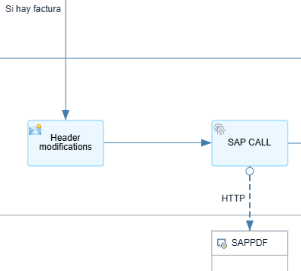 Si hay factura
Header
modifications
SAP CALL
HTTP
SAPPDF